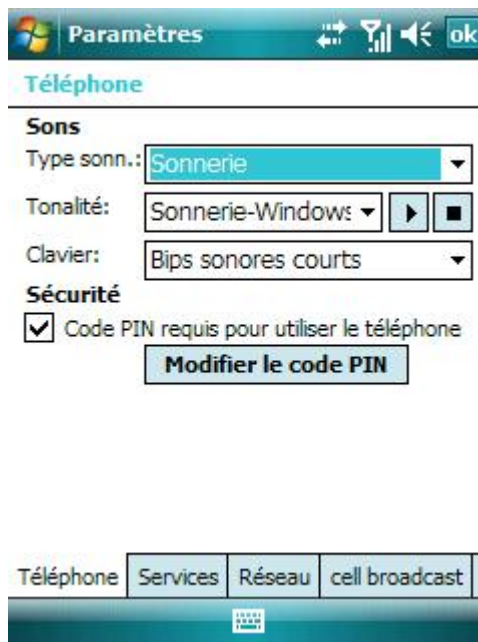 Paramètres ok
Téléphone
Sons
Type sonn.: Sonnerie
Tonalité: Sonnerie-Windows
Clavier: Bips sonores courts
Sécurité
Code PIN requis pour utiliser le téléphone
Modifier le code PIN
Téléphone Services Réseau cell broadcast